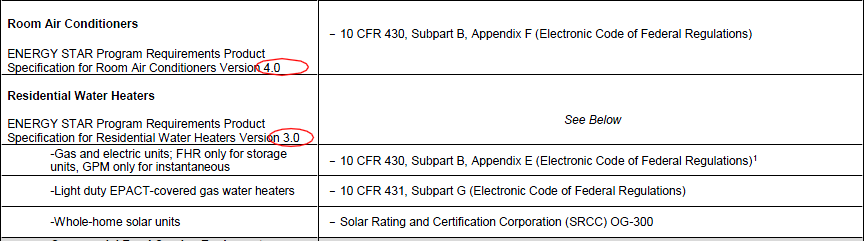 Room Air Conditioners
ENERGY STAR Program Requirements Product
Specification for Room Air Conditioners Version 4.0
– 10 CFR 430, Subpart B, Appendix F (Electronic Code of Federal Regulations)
Residential Water Heaters
ENERGY STAR Program Requirements Product
Specification for Residential Water Heaters Version 3.0
See Below
-Gas and electric units; FHR only for storage
units, GPM only for instantaneous
– 10 CFR 430, Subpart B, Appendix E (Electronic Code of Federal Regulations)¹
-Light duty EPACT-covered gas water heaters
– 10 CFR 431, Subpart G (Electronic Code of Federal Regulations)
-Whole-home solar units
– Solar Rating and Certification Corporation (SRCC) OG-300